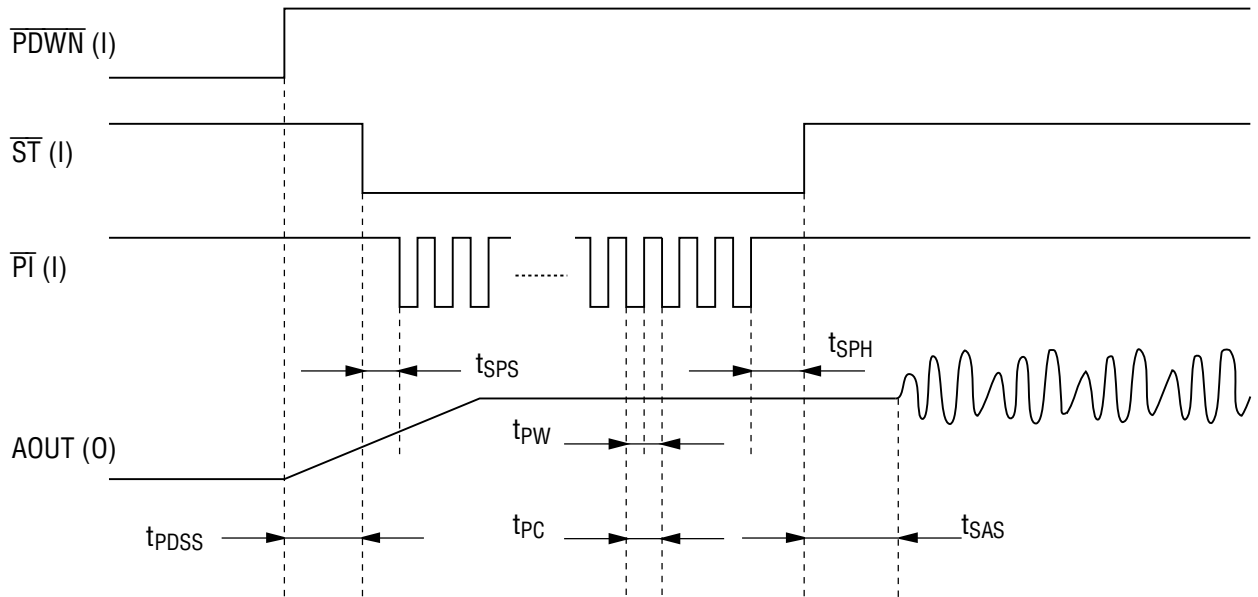 PDWN (I)
ST (I)
PI (I)
tSPS
tSPH
AOUT (O)
tPW
tPDSS
tPC
tSAS